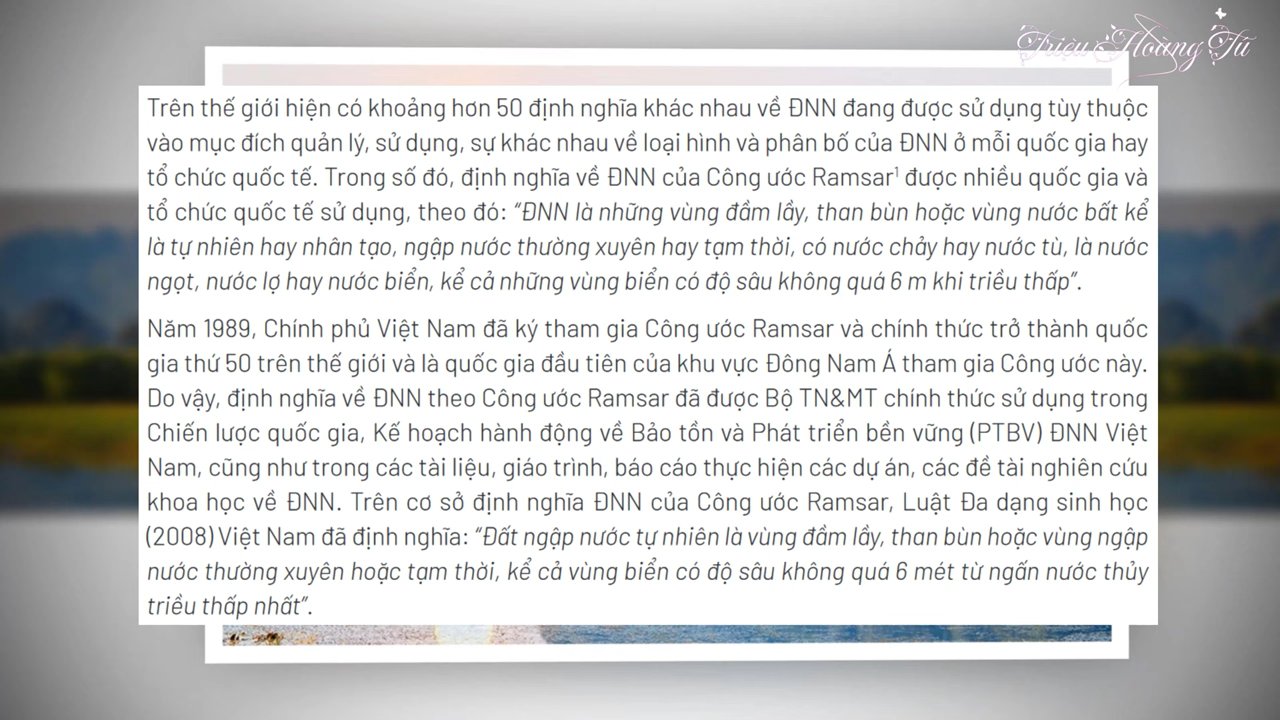 Triệu Hoàng Tũ
Trên thế giới hiện có khoảng hơn 50 định nghĩa khác nhau về ĐNN đang được sử dụng tùy thuộc
vào mục đích quản lý, sử dụng, sự khác nhau về loại hình và phân bố của ĐNN ở mỗi quốc gia hay
tổ chức quốc tế. Trong số đó, định nghĩa về ĐNN của Công ước Ramsar¹ được nhiều quốc gia và
tổ chức quốc tế sử dụng, theo đó: “ĐNN là những vùng đầm lầy, than bùn hoặc vùng nước bất kể
là tự nhiên hay nhân tạo, ngập nước thường xuyên hay tạm thời, có nước chảy hay nước tù, là nước
ngọt, nước lợ hay nước biển, kể cả những vùng biển có độ sâu không quá 6 m khi triều thấp”.
Năm 1989, Chính phủ Việt Nam đã ký tham gia Công ước Ramsar và chính thức trở thành quốc
gia thứ 50 trên thế giới và là quốc gia đầu tiên của khu vực Đông Nam Á tham gia Công ước này.
Do vậy, định nghĩa về ĐNN theo Công ước Ramsar đã được Bộ TN&MT chính thức sử dụng trong
Chiến lược quốc gia, Kế hoạch hành động về Bảo tồn và Phát triển bền vững (PTBV) ĐNN Việt
Nam, cũng như trong các tài liệu, giáo trình, báo cáo thực hiện các dự án, các đề tài nghiên cứu
khoa học về ĐNN. Trên cơ sở định nghĩa ĐNN của Công ước Ramsar, Luật Đa dạng sinh học
(2008) Việt Nam đã định nghĩa: “Đất ngập nước tự nhiên là vùng đầm lầy, than bùn hoặc vùng ngập
nước thường xuyên hoặc tạm thời, kể cả vùng biển có độ sâu không quá 6 mét từ ngấn nước thủy
triều thấp nhất”.